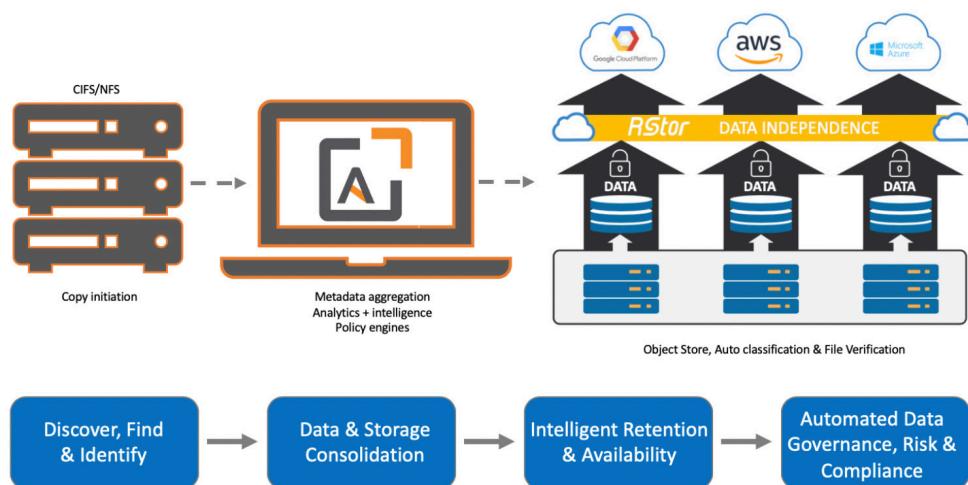 CIFS/NFS
Copy initiation
A
Metadata aggregation
Analytics + intelligence
Policy engines
Google Cloud Platform
aws
Microsoft
Azure
RStor DATA INDEPENDENCE
DATA DATA DATA
Object Store, Auto classification & File Verification
Discover, Find
& Identify
Data & Storage
Consolidation
Intelligent Retention
& Availability
Automated Data
Governance, Risk &
Compliance